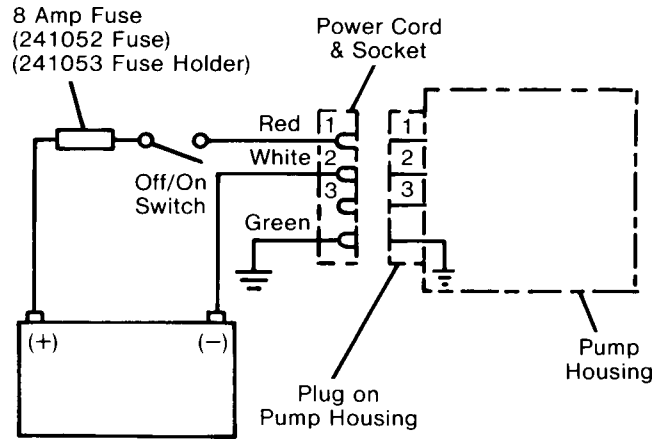 8 Amp Fuse
(241052 Fuse)
(241053 Fuse Holder)
Power Cord
& Socket
Red
1
1
White
2
2
3
3
Off/On
Switch
Green
(+)
(−)
Plug on
Pump Housing
Pump
Housing